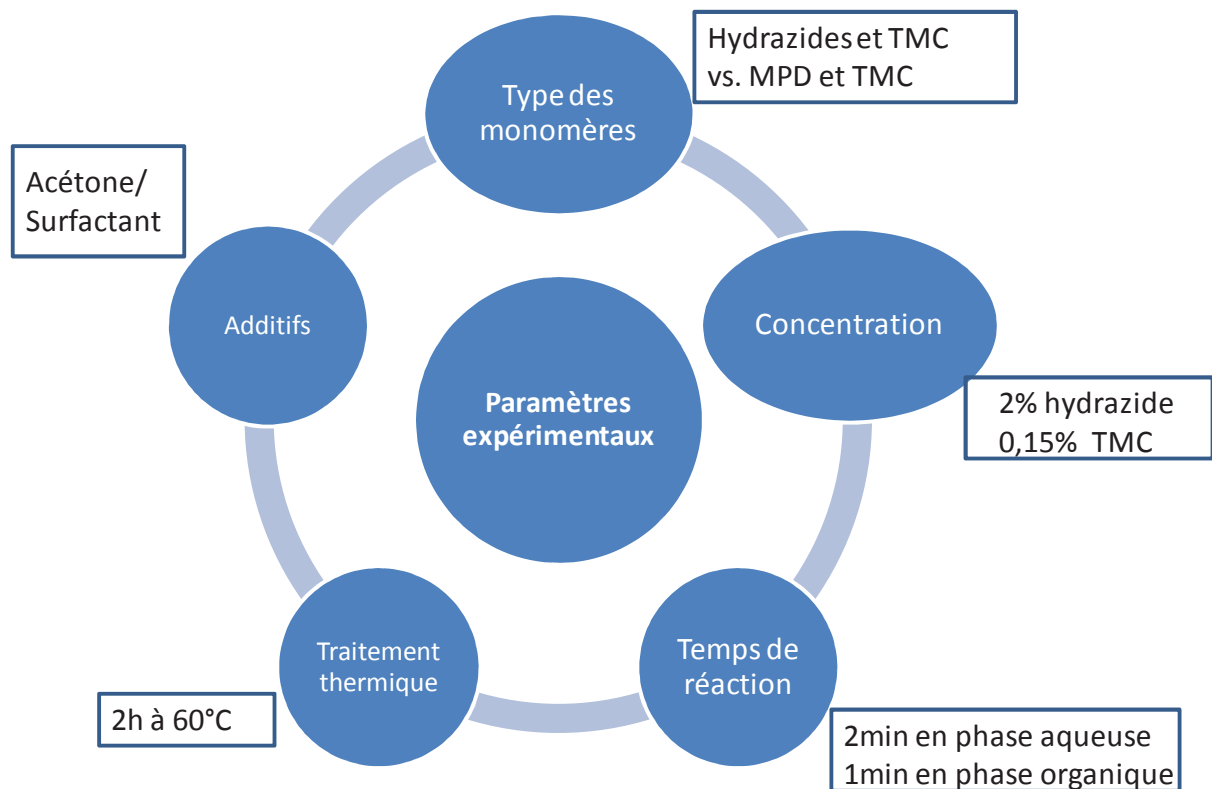 Hydrazides et TMC
vs. MPD et TMC
Type des
monomères
Acétone/
Surfactant
Additifs
Concentration
2% hydrazide
0,15% TMC
Paramètres
expérimentaux
Traitement
thermique
2h à 60°C
Temps de
réaction
2min en phase aqueuse
1min en phase organique